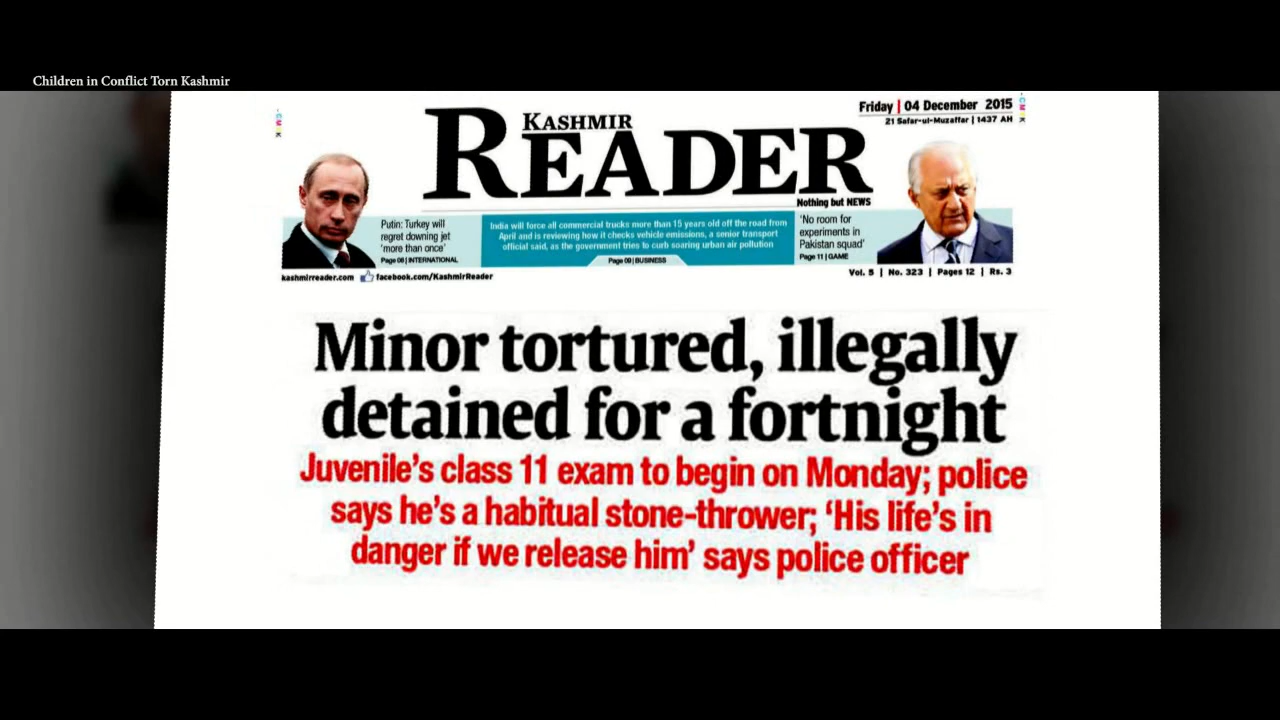 Children in Conflict Torn Kashmir
Friday | 04 December 2015
21 Safar-ul-Muzaffar | 1437 AH
KASHMIR
READER
Nothing but NEWS
Putin: Turkey will
regret downing jet
'more than once'
Page 08 | INTERNATIONAL
India will force all commercial trucks more than 15 years old off the road from
April and is reviewing how it checks vehicle emissions, a senior transport
official said, as the government tries to curb soaring urban air pollution
Page 09 | BUSINESS
'No room for
experiments in
Pakistan squad'
Page 11 | GAME
kashmirreader.com facebook.com/KashmirReader
Vol. 5 | No. 323 | Pages 12 | Rs. 3
Minor tortured, illegally
detained for a fortnight
Juvenile's class 11 exam to begin on Monday; police
says he's a habitual stone-thrower; 'His life's in
danger if we release him' says police officer